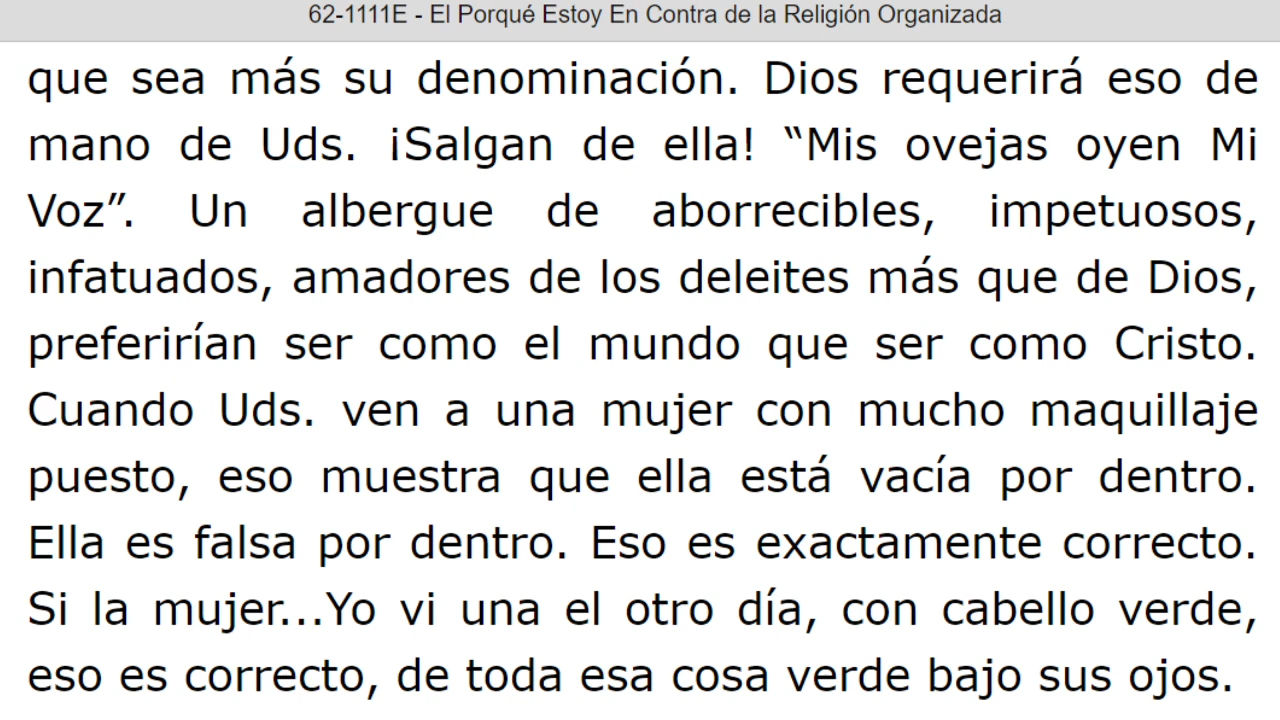 62-1111E - El Porqué Estoy En Contra de la Religión Organizada
que sea más su denominación. Dios requerirá eso de
mano de Uds. ¡Salgan de ella! “Mis ovejas oyen Mi
Voz”. Un albergue de aborrecibles, impetuosos,
infatuados, amadores de los deleites más que de Dios,
preferirían ser como el mundo que ser como Cristo.
Cuando Uds. ven a una mujer con mucho maquillaje
puesto, eso muestra que ella está vacía por dentro.
Ella es falsa por dentro. Eso es exactamente correcto.
Si la mujer...Yo vi una el otro día, con cabello verde,
eso es correcto, de toda esa cosa verde bajo sus ojos.